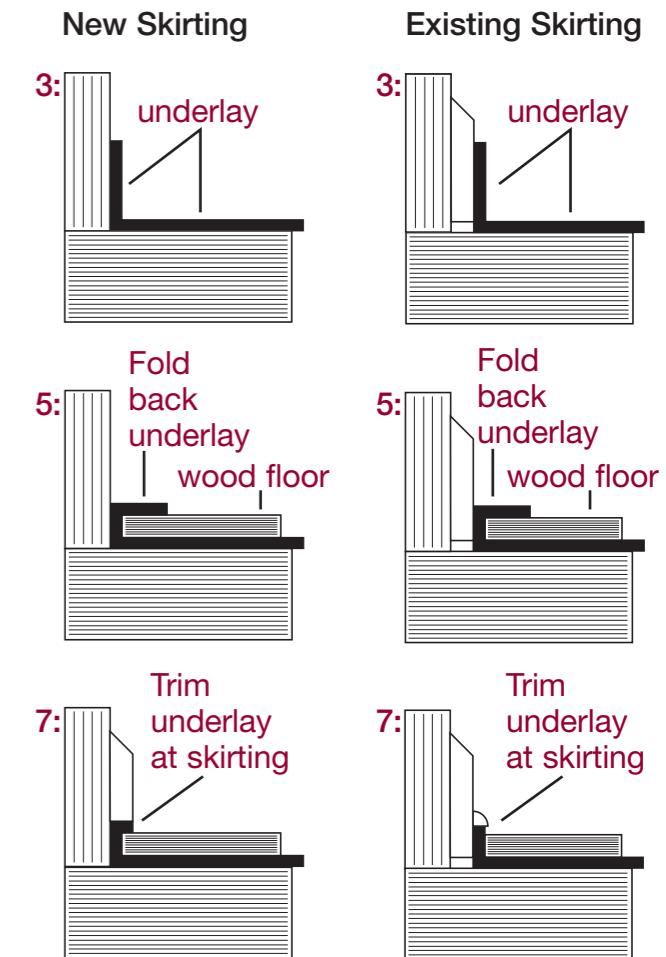 New Skirting
3:
underlay
5:
Fold
back
underlay
wood floor
7:
Trim
underlay
at skirting
Existing Skirting
3:
underlay
5:
Fold
back
underlay
wood floor
7:
Trim
underlay
at skirting